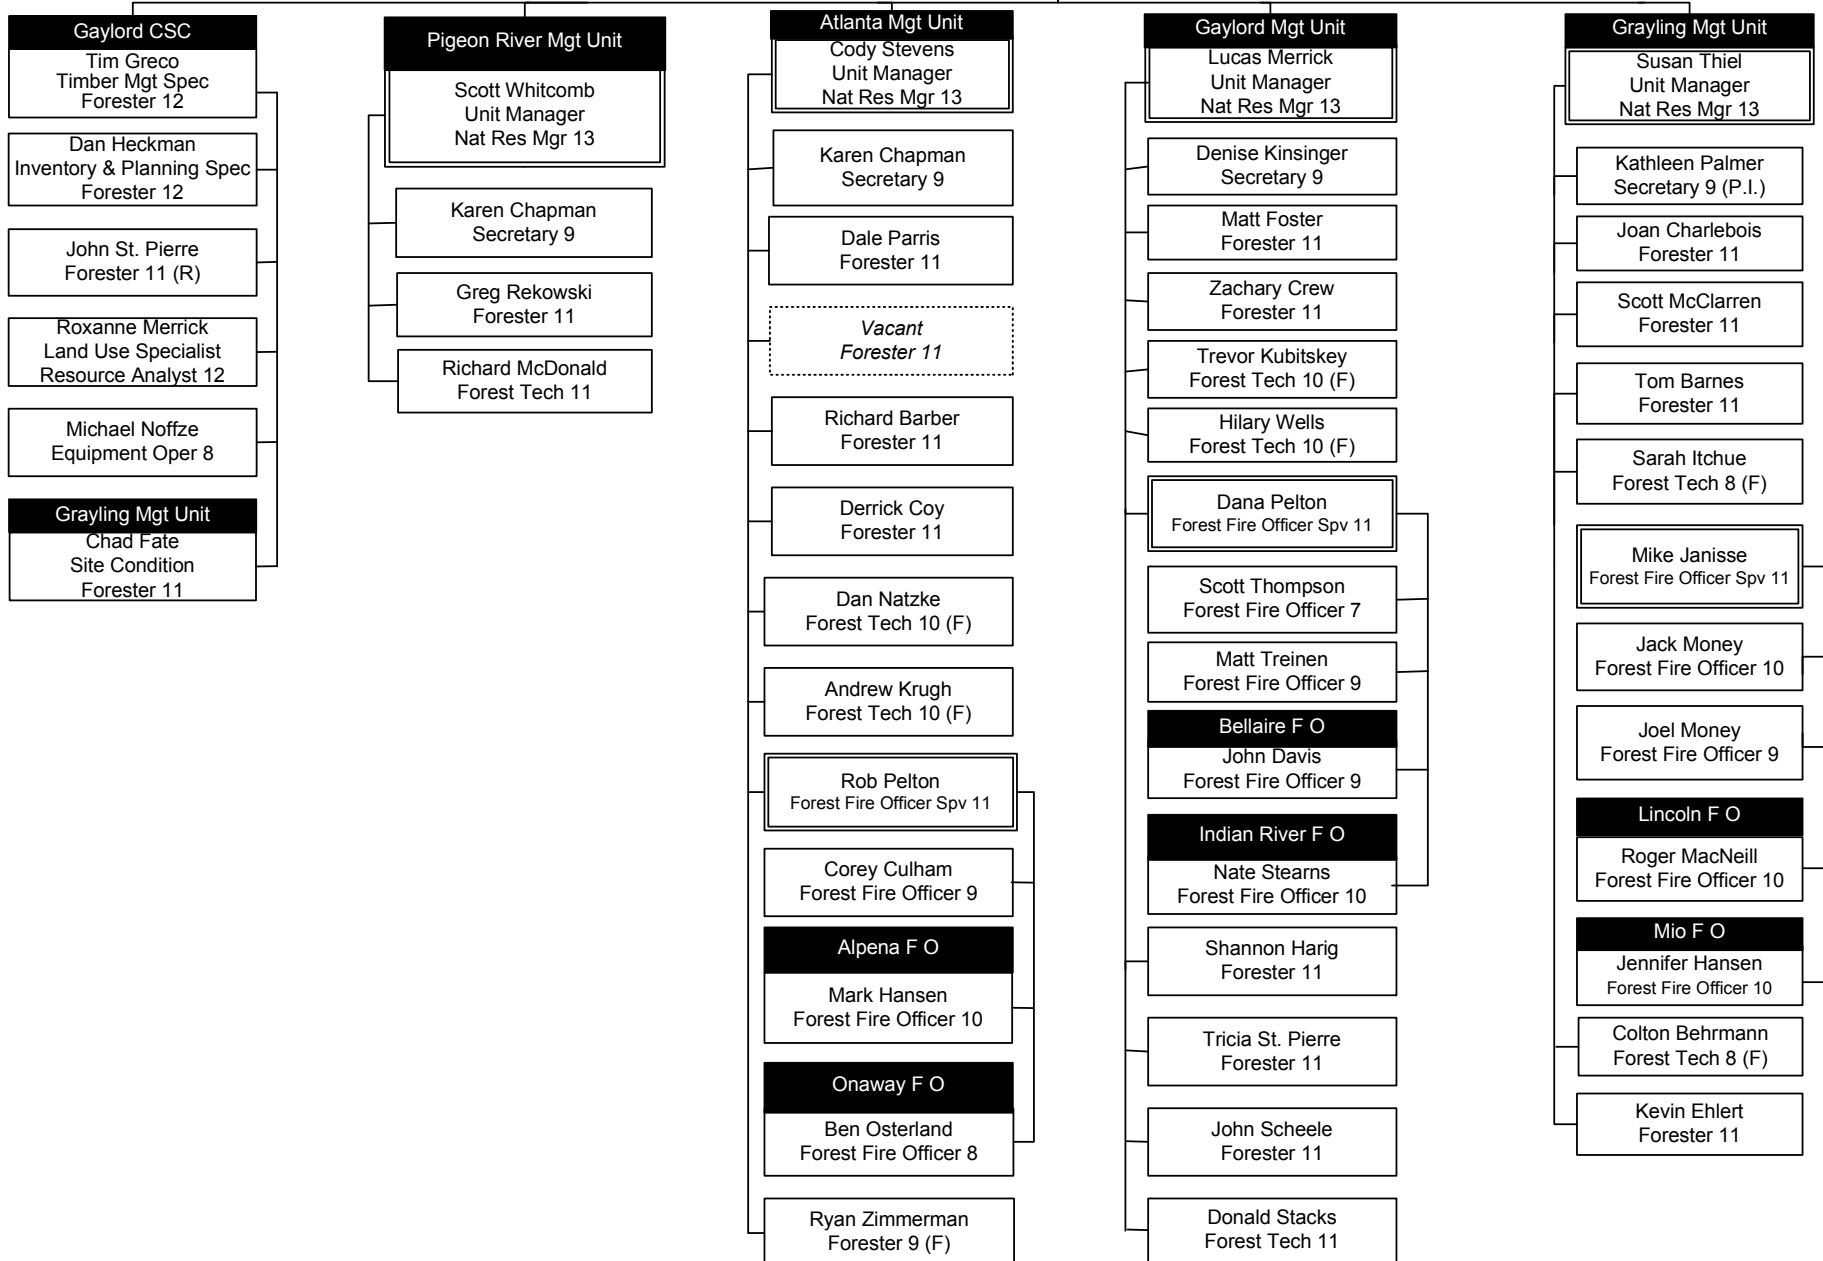 Gaylord CSC
Tim Greco
Timber Mgt Spec
Forester 12
Dan Heckman
Inventory & Planning Spec
Forester 12
John St. Pierre
Forester 11 (R)
Roxanne Merrick
Land Use Specialist
Resource Analyst 12
Michael Noffze
Equipment Oper 8
Grayling Mgt Unit
Chad Fate
Site Condition
Forester 11
Pigeon River Mgt Unit
Scott Whitcomb
Unit Manager
Nat Res Mgr 13
Karen Chapman
Secretary 9
Greg Rekowski
Forester 11
Richard McDonald
Forest Tech 11
Atlanta Mgt Unit
Cody Stevens
Unit Manager
Nat Res Mgr 13
Karen Chapman
Secretary 9
Dale Parris
Forester 11
Vacant
Forester 11
Richard Barber
Forester 11
Derrick Coy
Forester 11
Dan Natzke
Forest Tech 10 (F)
Andrew Krugh
Forest Tech 10 (F)
Rob Pelton
Forest Fire Officer Spv 11
Corey Culham
Forest Fire Officer 9
Alpena F O
Mark Hansen
Forest Fire Officer 10
Onaway F O
Ben Osterland
Forest Fire Officer 8
Ryan Zimmerman
Forester 9 (F)
Gaylord Mgt Unit
Lucas Merrick
Unit Manager
Nat Res Mgr 13
Denise Kinsinger
Secretary 9
Matt Foster
Forester 11
Zachary Crew
Forester 11
Trevor Kubitskey
Forest Tech 10 (F)
Hilary Wells
Forest Tech 10 (F)
Dana Pelton
Forest Fire Officer Spv 11
Scott Thompson
Forest Fire Officer 7
Matt Treinen
Forest Fire Officer 9
Bellaire F O
John Davis
Forest Fire Officer 9
Indian River F O
Nate Stearns
Forest Fire Officer 10
Shannon Harig
Forester 11
Tricia St. Pierre
Forester 11
John Scheele
Forester 11
Donald Stacks
Forest Tech 11
Grayling Mgt Unit
Susan Thiel
Unit Manager
Nat Res Mgr 13
Kathleen Palmer
Secretary 9 (P.I.)
Joan Charlebois
Forester 11
Scott McClarren
Forester 11
Tom Barnes
Forester 11
Sarah Itchue
Forest Tech 8 (F)
Mike Janisse
Forest Fire Officer Spv 11
Jack Money
Forest Fire Officer 10
Joel Money
Forest Fire Officer 9
Lincoln F O
Roger MacNeill
Forest Fire Officer 10
Mio F O
Jennifer Hansen
Forest Fire Officer 10
Colton Behrmann
Forest Tech 8 (F)
Kevin Ehlert
Forester 11